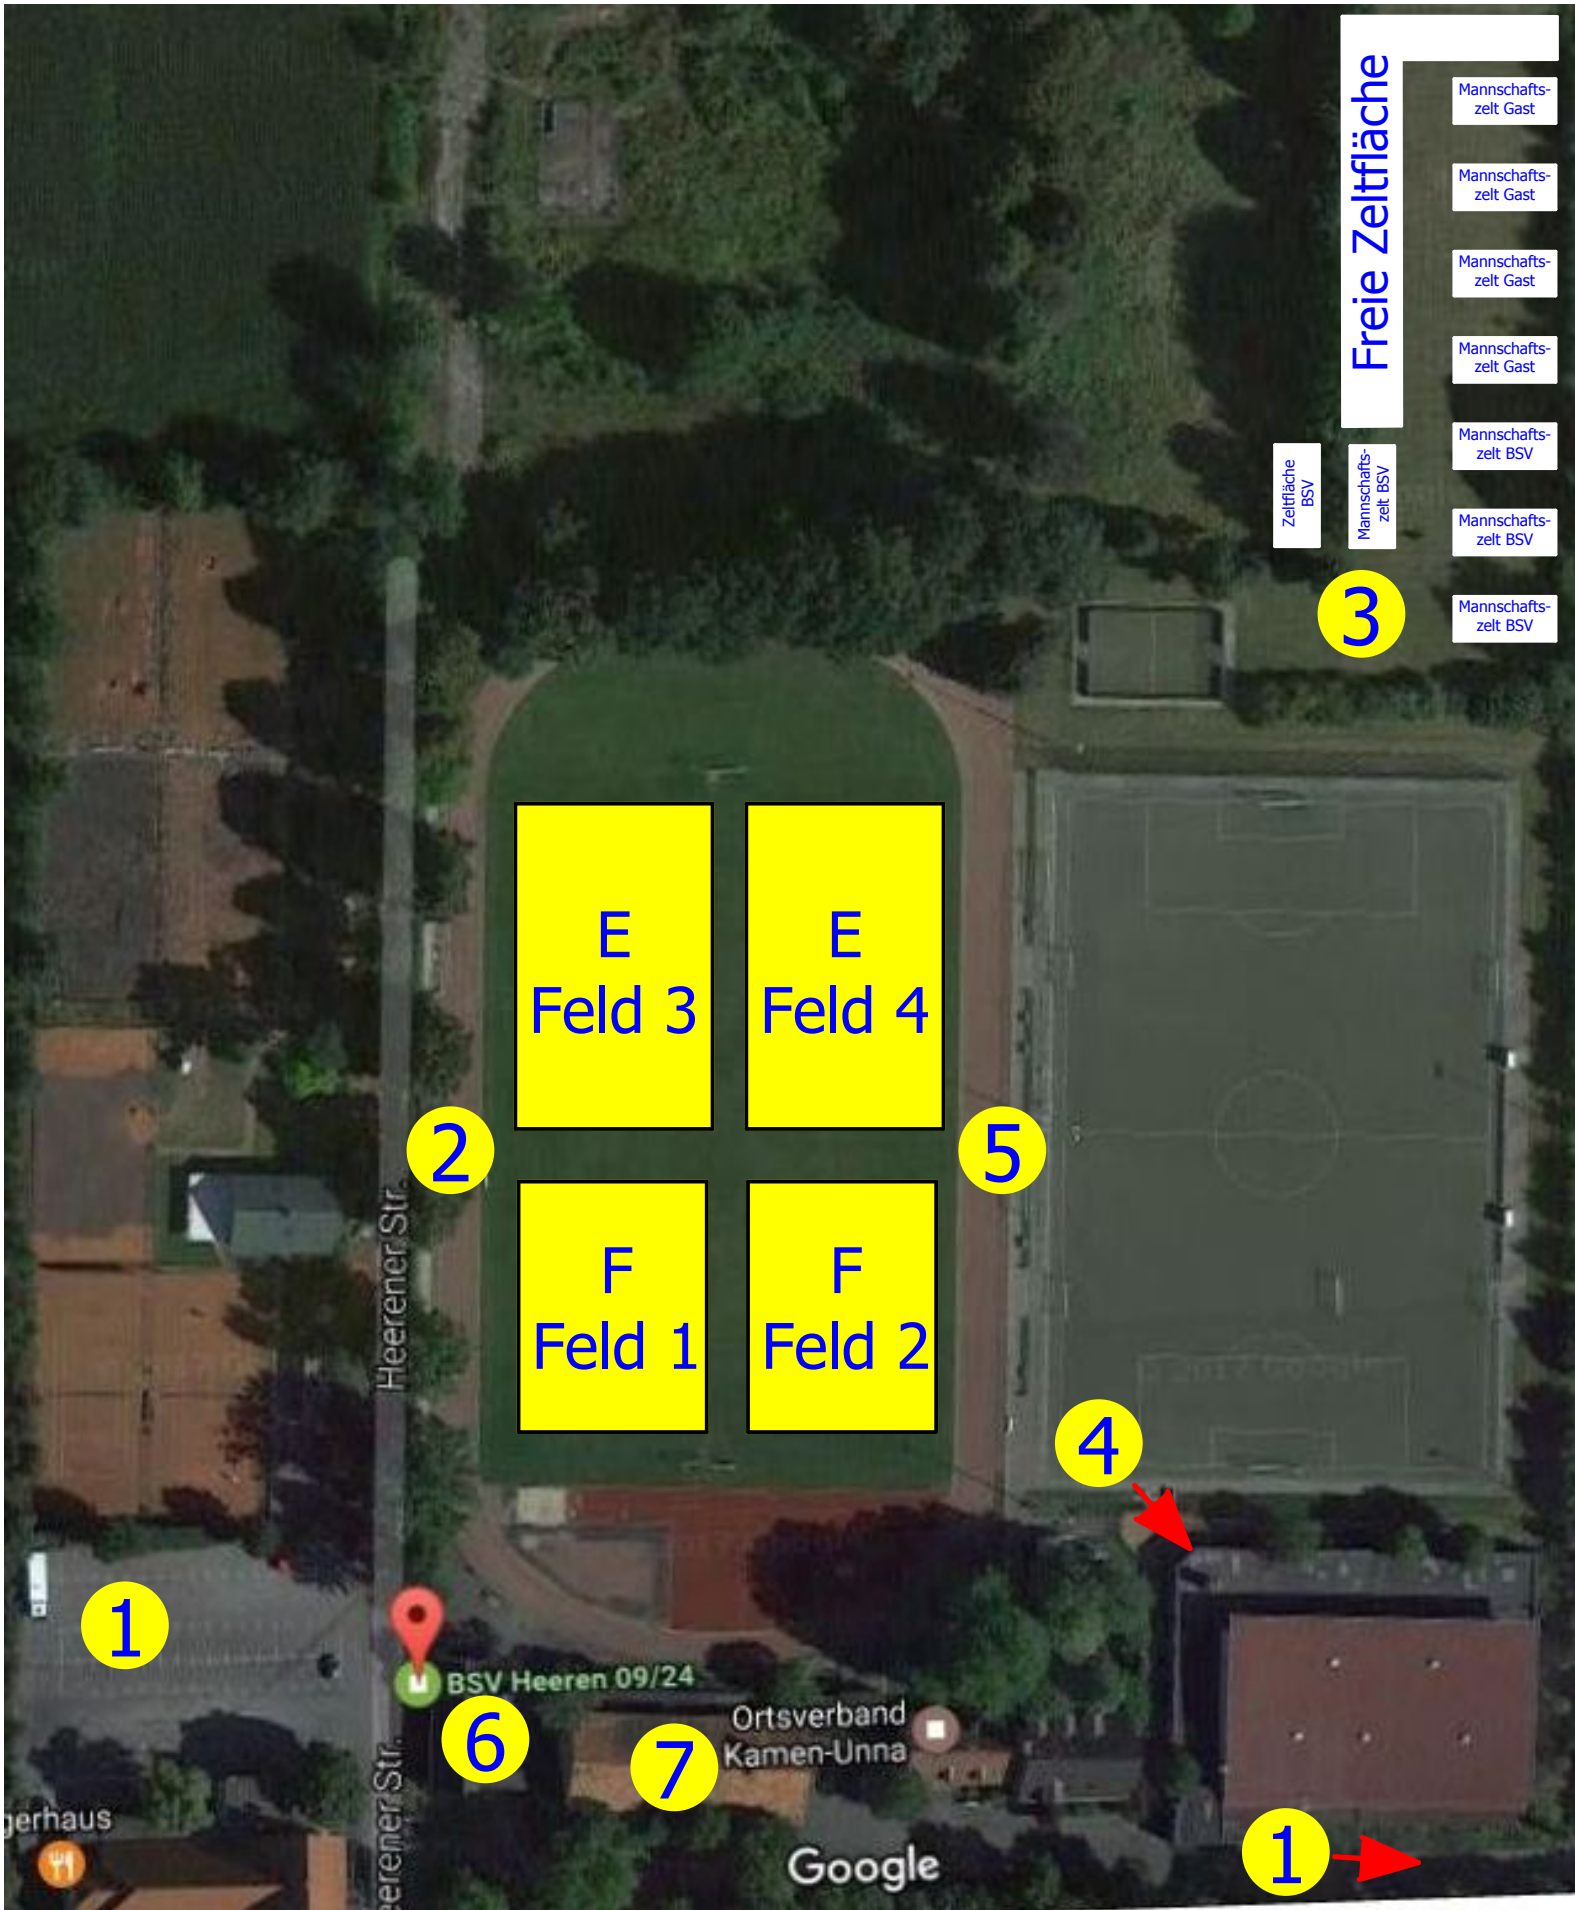 Freie Zeltfläche
Mannschafts-
zelt Gast
Mannschafts-
zelt Gast
Mannschafts-
zelt Gast
Mannschafts-
zelt Gast
Mannschafts-
zelt BSV
Mannschafts-
zelt BSV
Mannschafts-
zelt BSV
Zeltfläche
BSV
Mannschafts-
zelt BSV
3
E
Feld 3
E
Feld 4
2
5
Heerener Str.
F
Feld 1
F
Feld 2
4
1
BSV Heeren 09/24
6
7
Ortsverband
Kamen-Unna
gerhaus
eerener Str.
Google
1